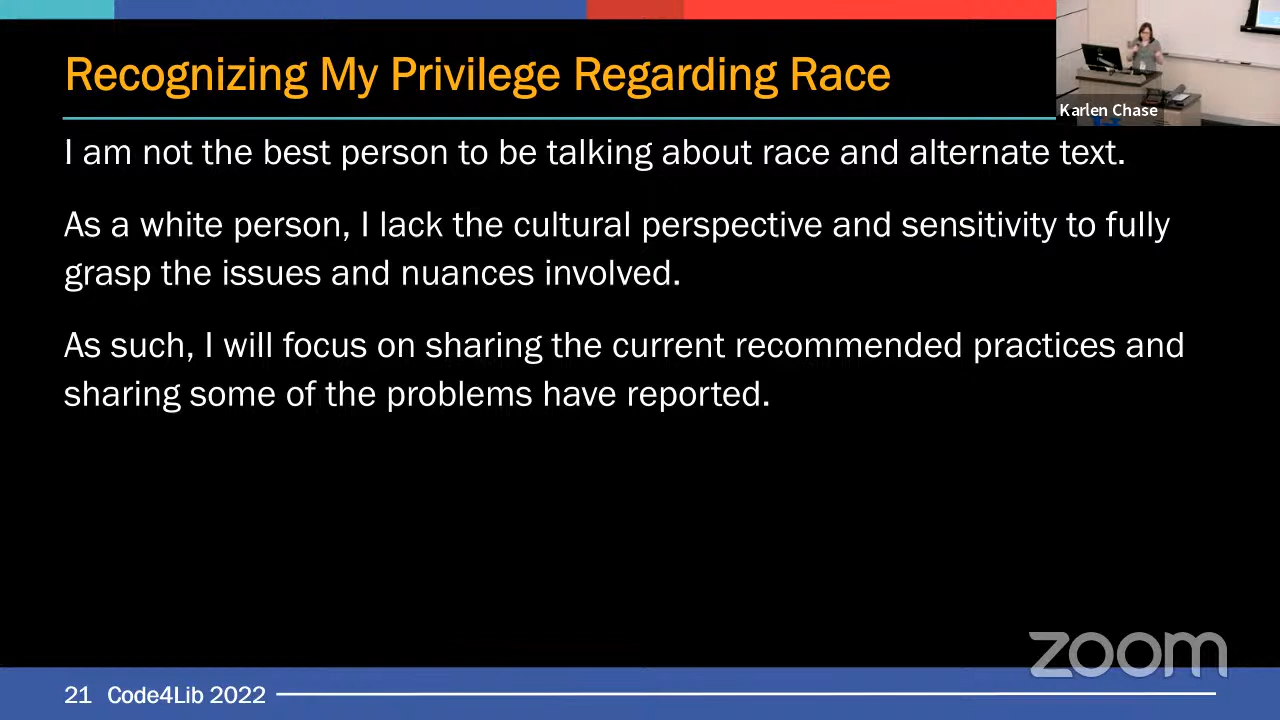 Recognizing My Privilege Regarding Race
Karlen Chase
I am not the best person to be talking about race and alternate text.
As a white person, I lack the cultural perspective and sensitivity to fully
grasp the issues and nuances involved.
As such, I will focus on sharing the current recommended practices and
sharing some of the problems have reported.
zoom
21 Code4Lib 2022